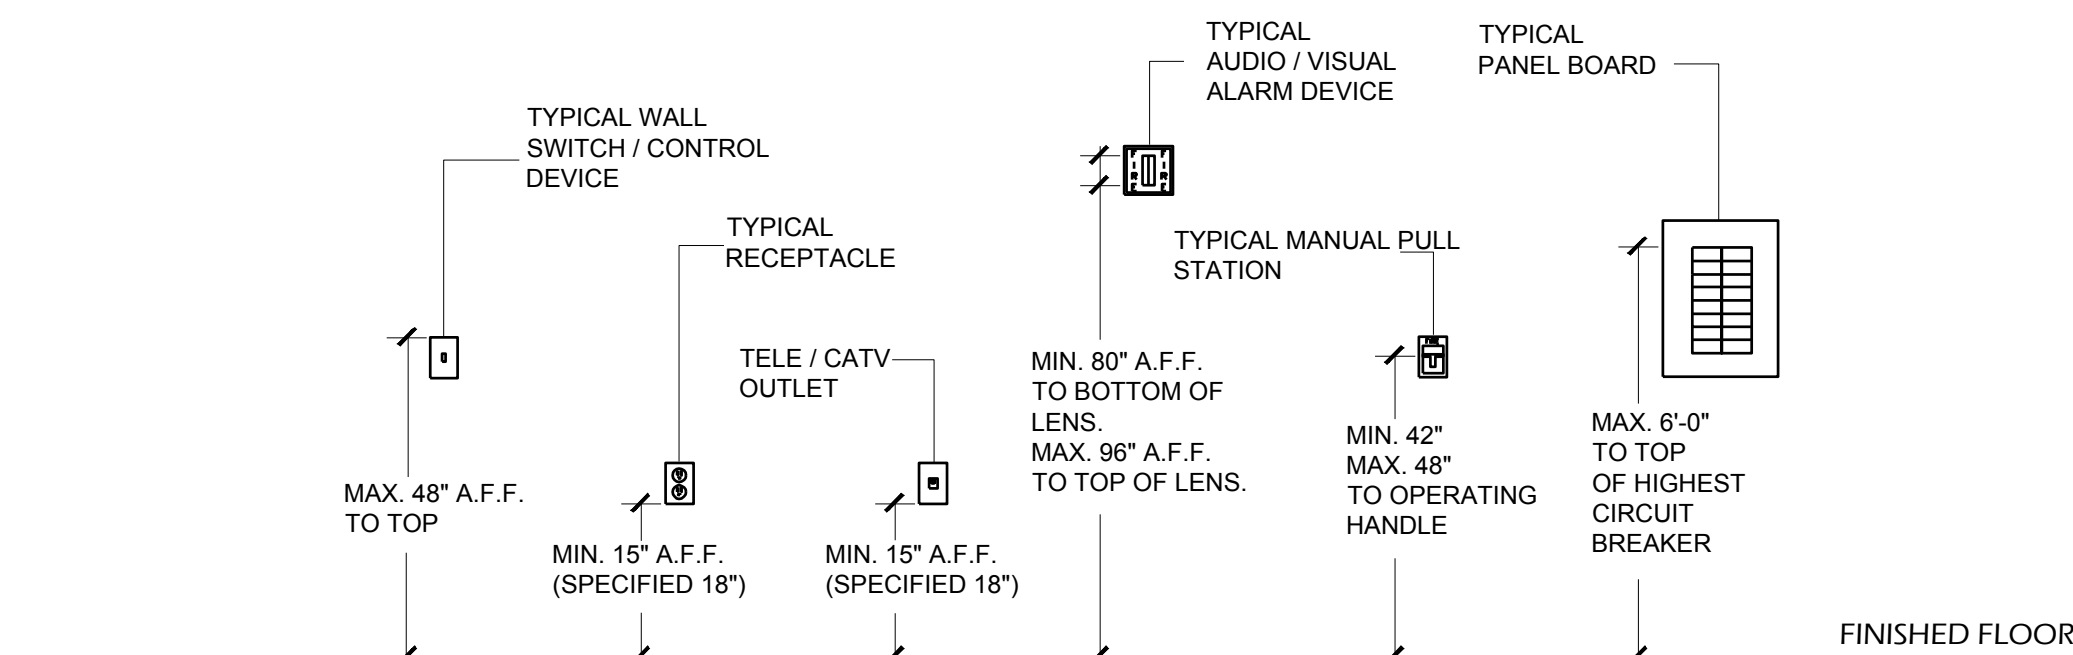 TYPICAL
AUDIO / VISUAL
ALARM DEVICE
TYPICAL
PANEL BOARD
TYPICAL WALL
SWITCH / CONTROL
DEVICE
TYPICAL
RECEPTACLE
TYPICAL MANUAL PULL
STATION
TELE / CATV
OUTLET
FIRE
FIRE
FIRE
MAX. 48" A.F.F.
TO TOP
MIN. 15" A.F.F.
(SPECIFIED 18")
MIN. 15" A.F.F.
(SPECIFIED 18")
MIN. 80" A.F.F.
TO BOTTOM OF
LENS.
MAX. 96" A.F.F.
TO TOP OF LENS.
MIN. 42"
MAX. 48"
TO OPERATING
HANDLE
MAX. 6'-0"
TO TOP
OF HIGHEST
CIRCUIT
BREAKER
FINISHED FLOOR